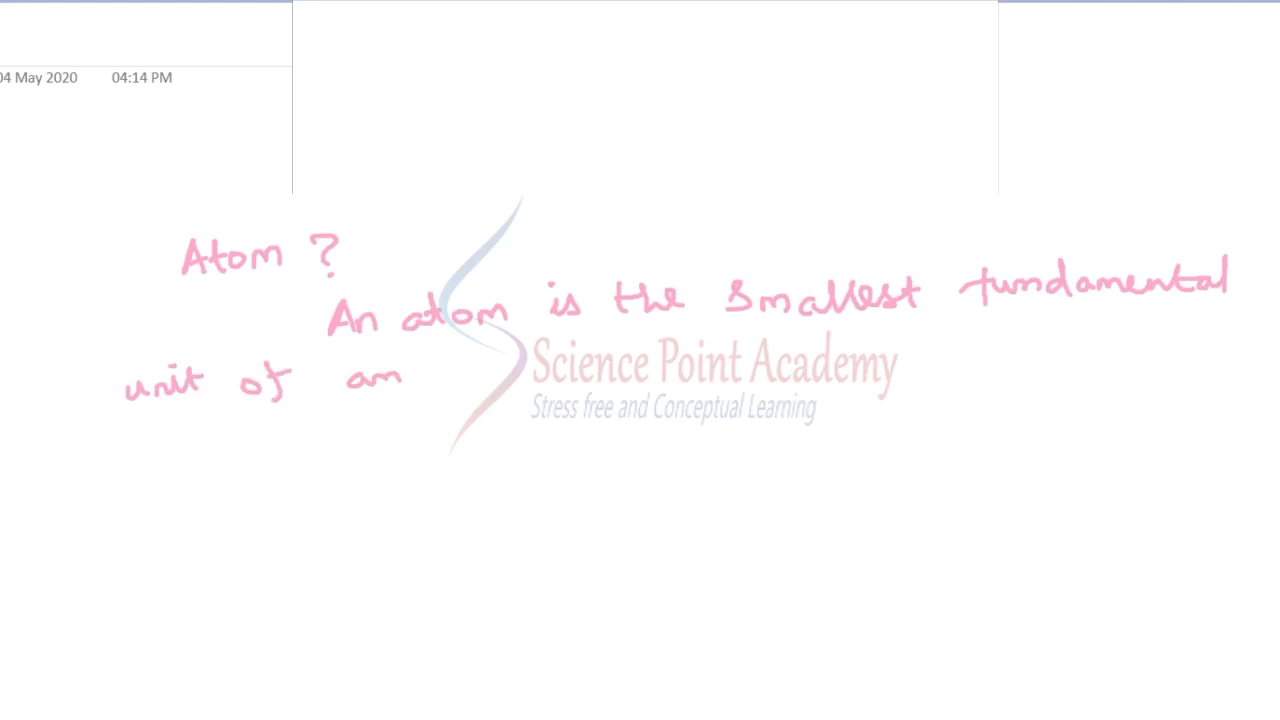 04 May 2020 04:14 PM
Atom ?
An atom is the smallest fundamental
unit of an
Science Point Academy
Stress free and Conceptual Learning